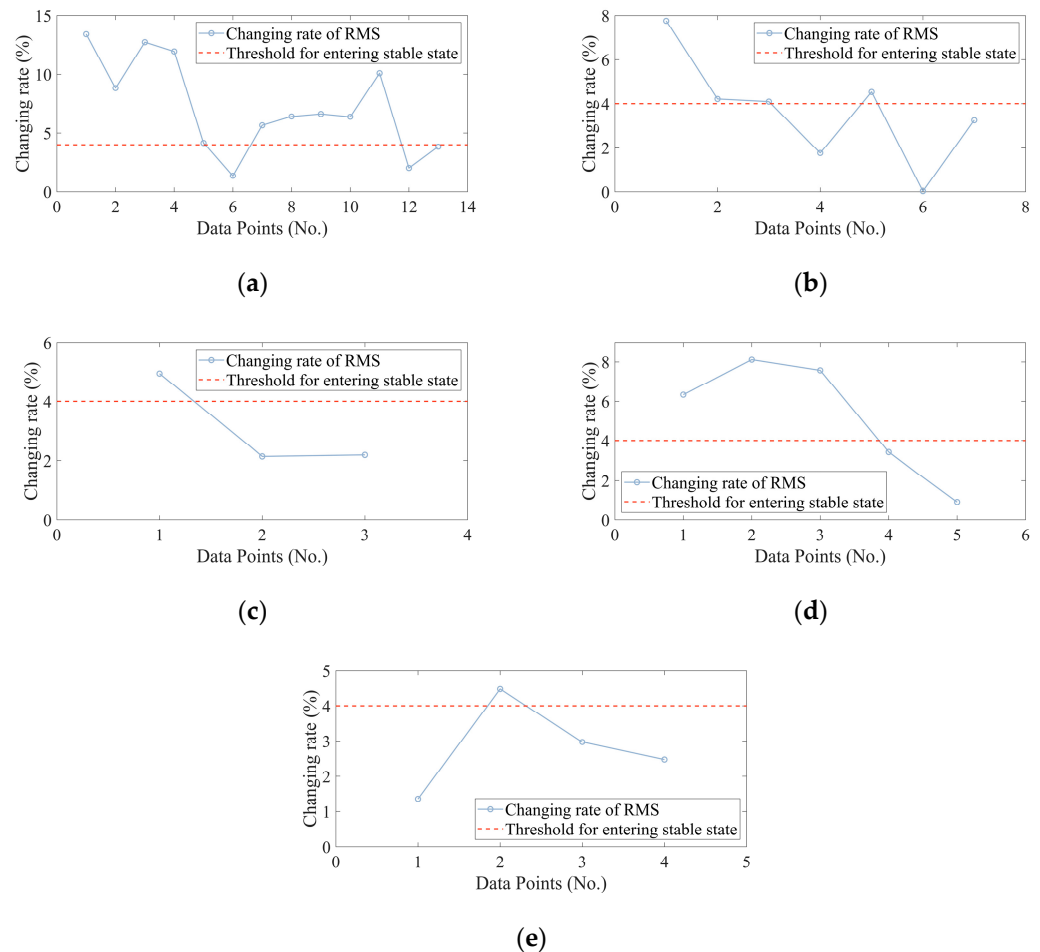 15
10
5
0
Changing rate (%)
Changing rate of RMS
Threshold for entering stable state
0 2 4 6 8 10 12 14
Data Points (No.)
(a)
8
6
4
2
0
Changing rate (%)
Changing rate of RMS
Threshold for entering stable state
0 2 4 6 8
Data Points (No.)
(b)
6
4
2
0
Changing rate (%)
Changing rate of RMS
Threshold for entering stable state
0 1 2 3 4
Data Points (No.)
(c)
8
6
4
2
0
Changing rate (%)
Changing rate of RMS
Threshold for entering stable state
0 1 2 3 4 5 6
Data Points (No.)
(d)
5
4
3
2
1
0
Changing rate (%)
Changing rate of RMS
Threshold for entering stable state
0 1 2 3 4 5
Data Points (No.)
(e)